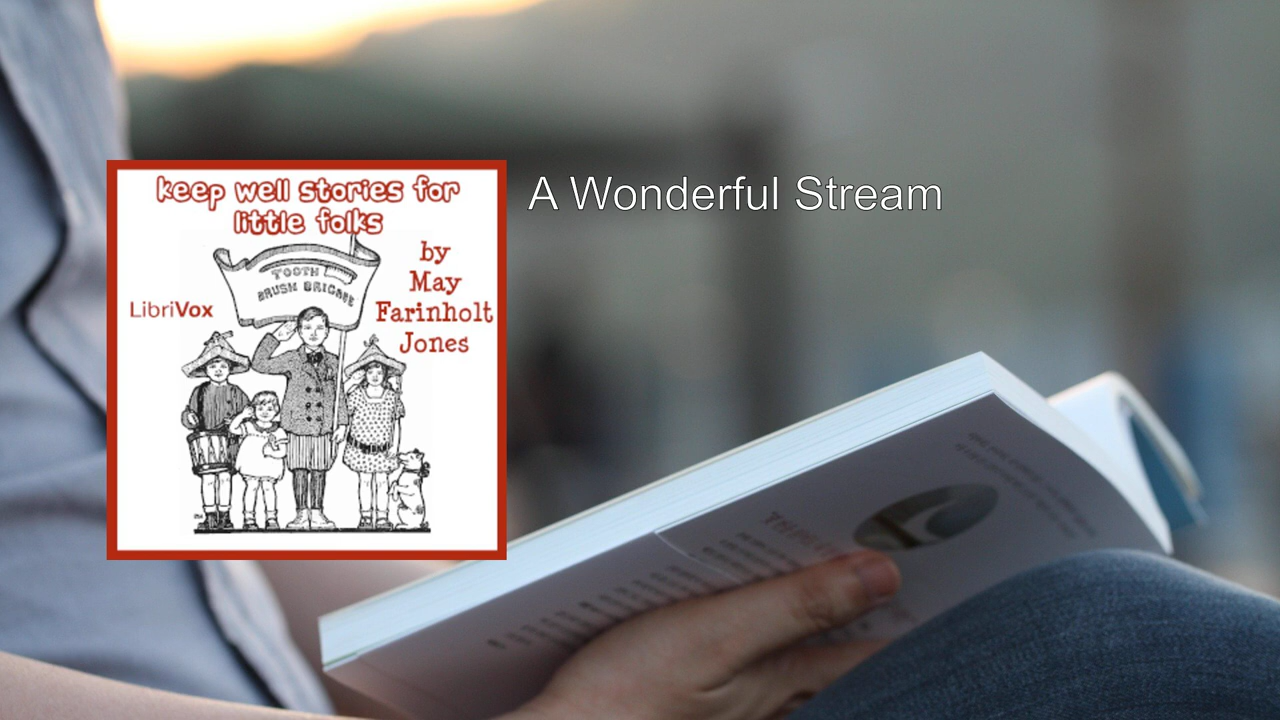 keep well stories for
little folks
by
May
Farinholt
Jones
LibriVox
TOOTH
BRUSH BRIGADE
A Wonderful Stream